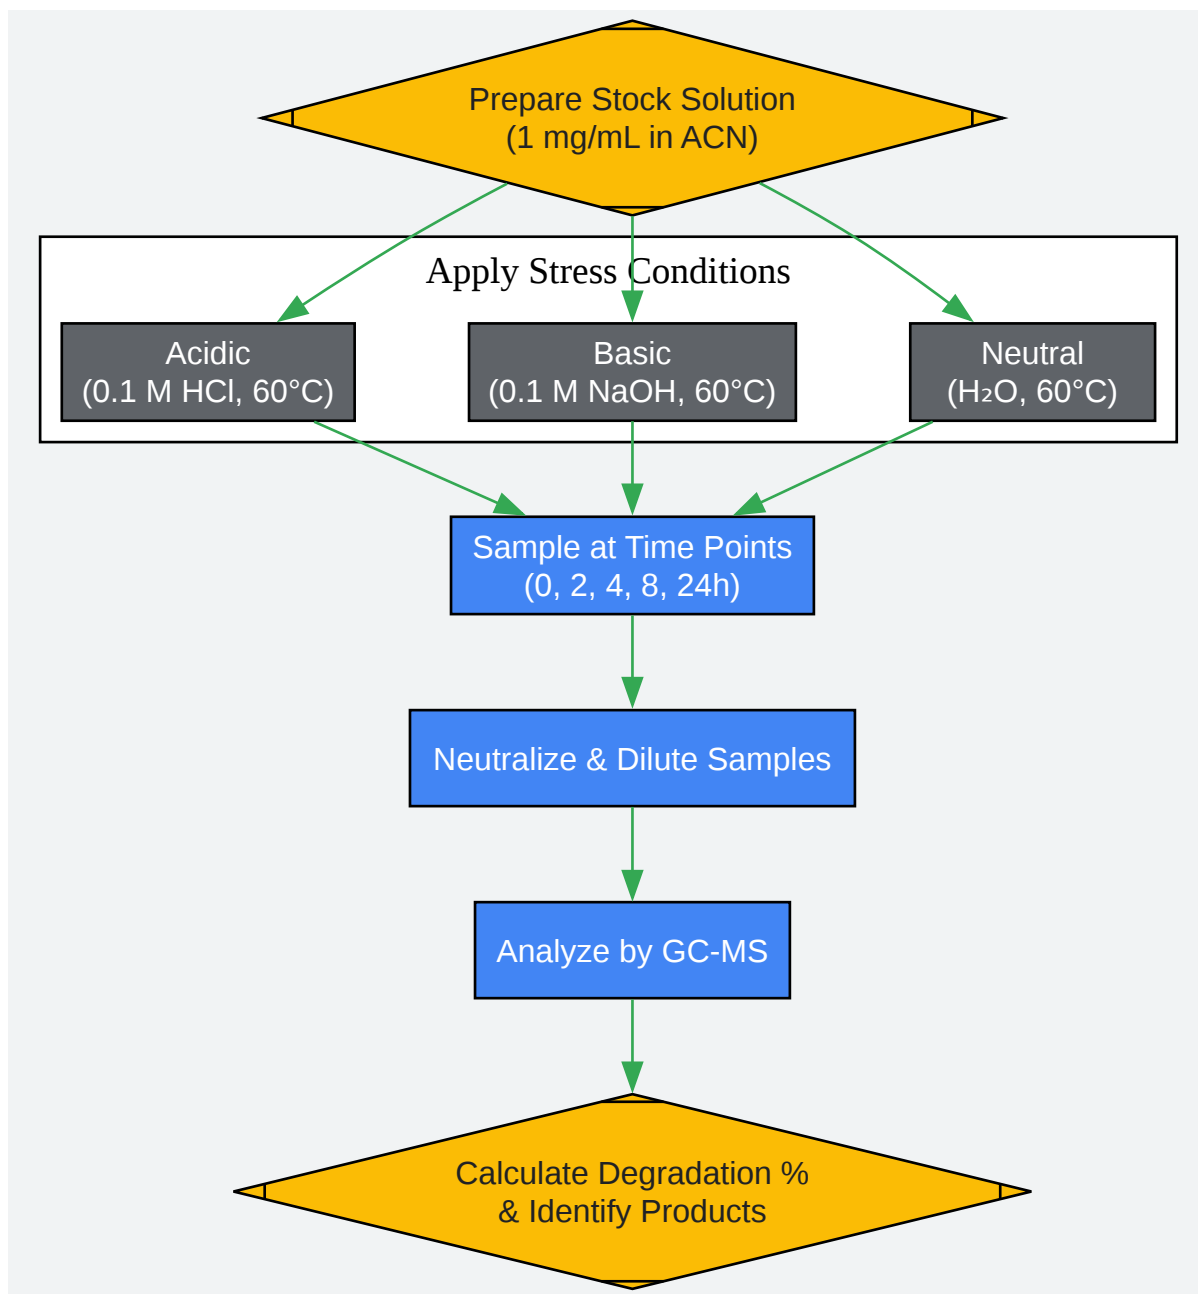 Prepare Stock Solution
(1 mg/mL in ACN)
Apply Stress Conditions
Acidic
(0.1 M HCl, 60°C)
Basic
(0.1 M NaOH, 60°C)
Neutral
(H₂O, 60°C)
Sample at Time Points
(0, 2, 4, 8, 24h)
Neutralize & Dilute Samples
Analyze by GC-MS
Calculate Degradation %
& Identify Products